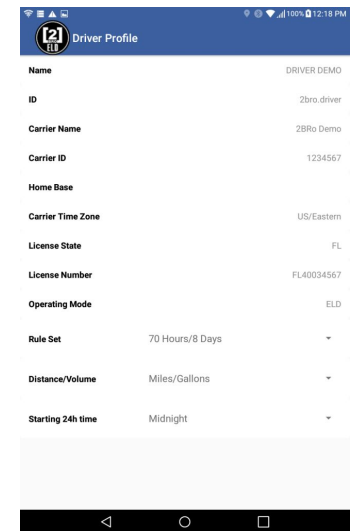 100% 12:18 PM
[2]
ELD
Driver Profile
Name DRIVER DEMO
ID 2bro.driver
Carrier Name 2BRo Demo
Carrier ID 1234567
Home Base
Carrier Time Zone US/Eastern
License State FL
License Number FL40034567
Operating Mode ELD
Rule Set 70 Hours/8 Days
Distance/Volume Miles/Gallons
Starting 24h time Midnight